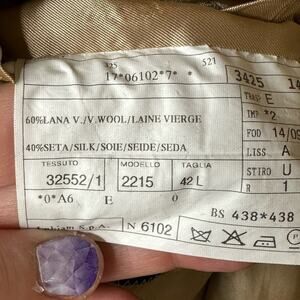 325 521
17*06102*7* *
60%LANA V./V.WOOL/LAINE VIERGE
40%SETA/SILK/SOIE/SEIDE/SEDA
TESSUTO MODELLO TAGLIA
32552/1 2215 42 L
*0*A6 E 0
S.p.A. N 6102
3425 14
E
TMP *2
FOD 14/09
LISS A
STIRO U
R 1
BS 438*438